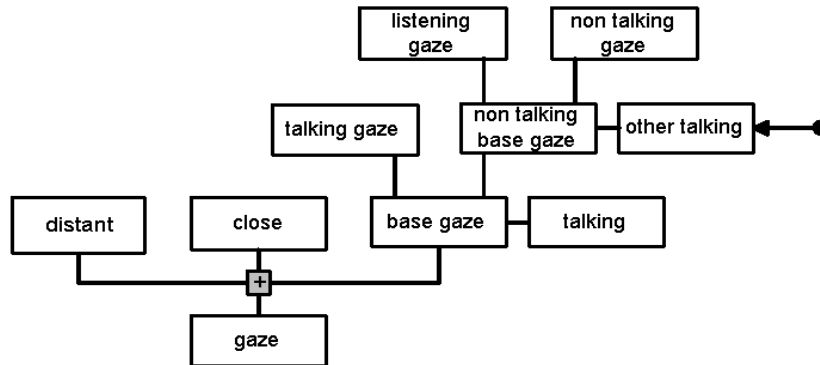 listening
gaze
non talking
gaze
talking gaze
non talking
base gaze
other talking
distant
close
base gaze
talking
+
gaze